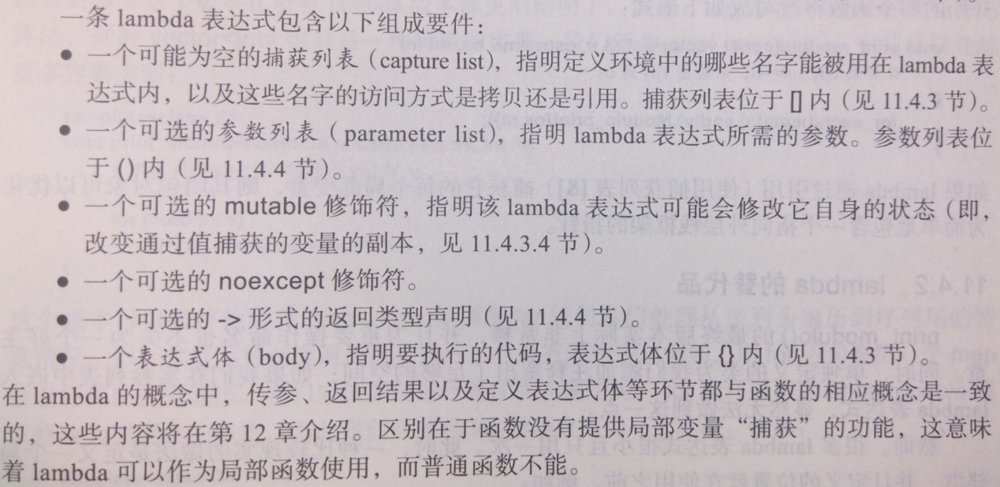 一条 lambda 表达式包含以下组成要件：
● 一个可能为空的捕获列表（capture list），指明定义环境中的哪些名字能被用在 lambda 表
达式内，以及这些名字的访问方式是拷贝还是引用。捕获列表位于 [] 内（见 11.4.3 节）。
● 一个可选的参数列表（parameter list），指明 lambda 表达式所需的参数。参数列表位
于 () 内（见 11.4.4 节）。
● 一个可选的 mutable 修饰符，指明该 lambda 表达式可能会修改它自身的状态（即，
改变通过值捕获的变量的副本，见 11.4.3.4 节）。
● 一个可选的 noexcept 修饰符。
● 一个可选的 -> 形式的返回类型声明（见 11.4.4 节）。
● 一个表达式体（body），指明要执行的代码，表达式体位于 {} 内（见 11.4.3 节）。
在 lambda 的概念中，传参、返回结果以及定义表达式体等环节都与函数的相应概念是一致
的，这些内容将在第 12 章介绍。区别在于函数没有提供局部变量“捕获”的功能，这意味
着 lambda 可以作为局部函数使用，而普通函数不能。